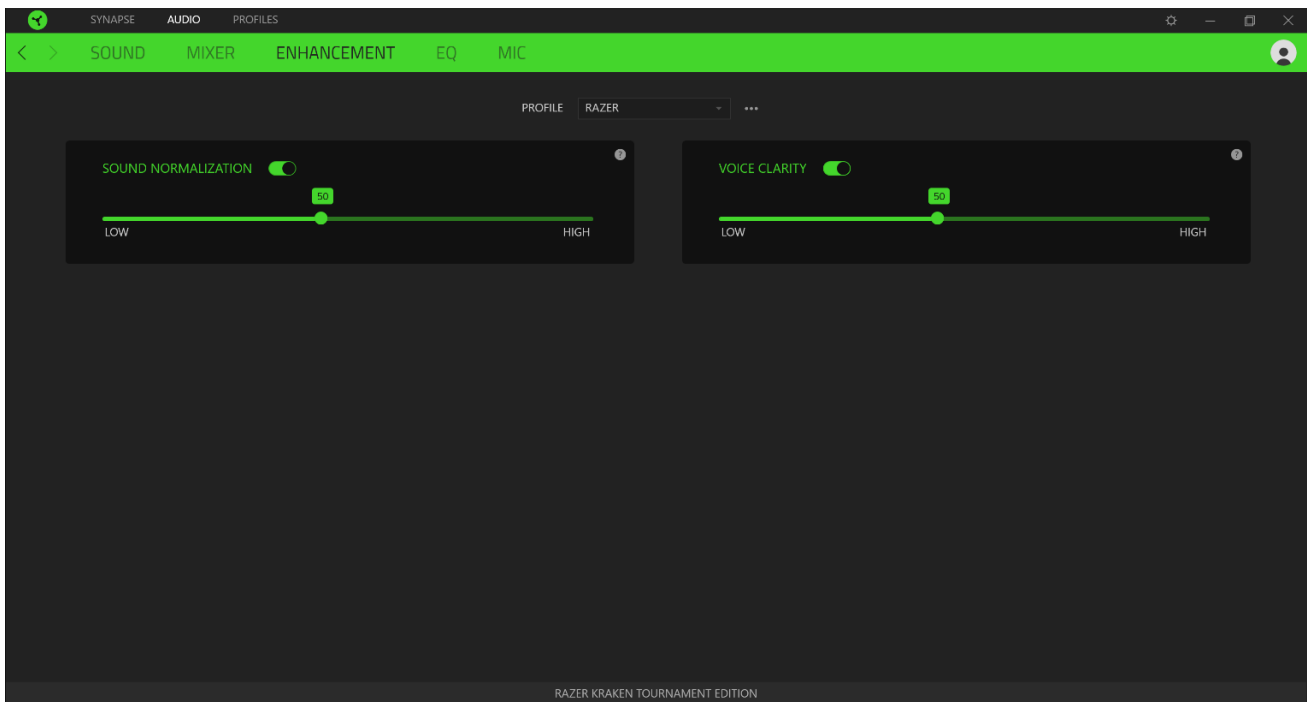 SYNAPSE AUDIO PROFILES
SOUND MIXER ENHANCEMENT EQ MIC
PROFILE RAZER
SOUND NORMALIZATION
50
LOW HIGH
VOICE CLARITY
50
LOW HIGH
RAZER KRAKEN TOURNAMENT EDITION